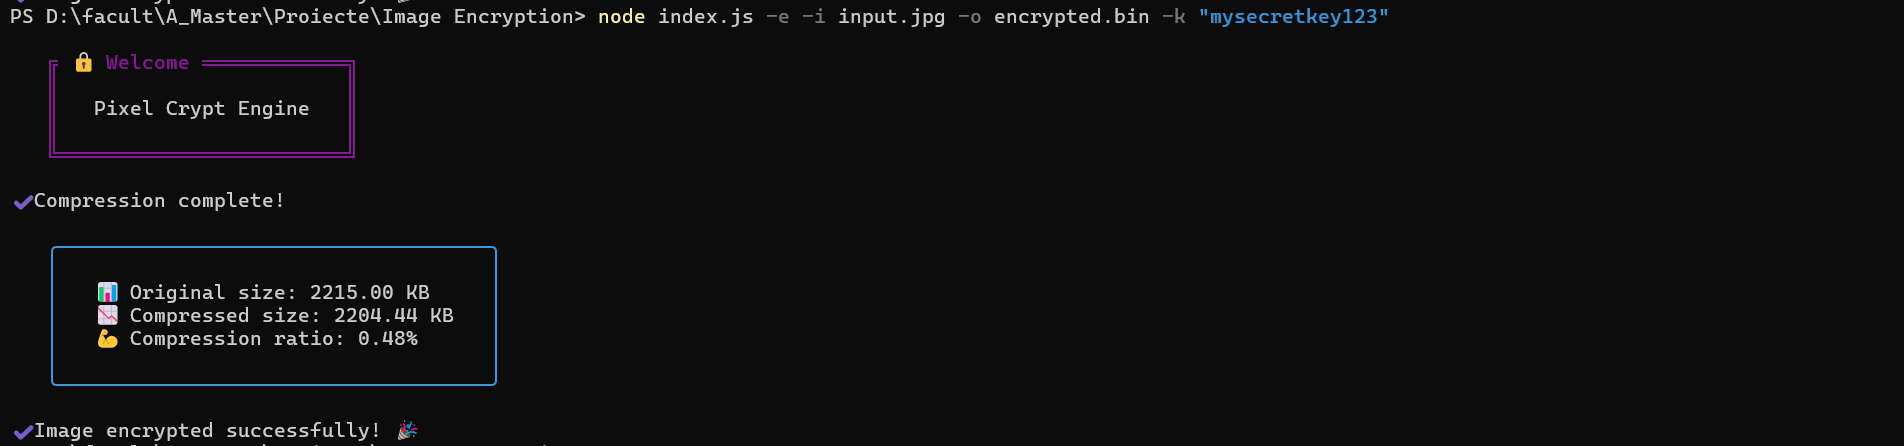 PS D:\facult\A_Master\Proiecte\Image Encryption> node index.js -e -i input.jpg -o encrypted.bin -k "mysecretkey123"
Welcome
Pixel Crypt Engine
Compression complete!
Original size: 2215.00 KB
Compressed size: 2204.44 KB
Compression ratio: 0.48%
Image encrypted successfully!